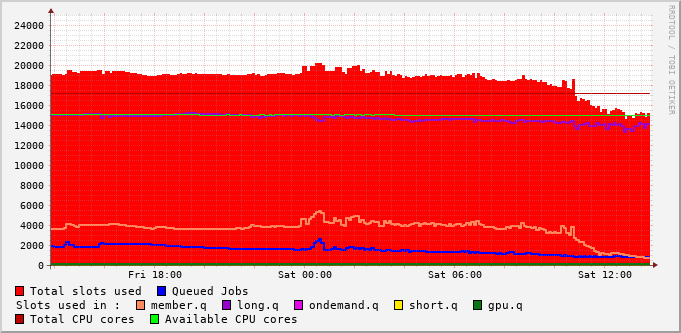 24000
22000
20000
18000
16000
14000
12000
10000
8000
6000
4000
2000
0
Fri 18:00 Sat 00:00 Sat 06:00 Sat 12:00
RRDTOOL / TOBI OETIKER
Total slots used Queued Jobs
Slots used in : member.q long.q ondemand.q short.q gpu.q
Total CPU cores Available CPU cores